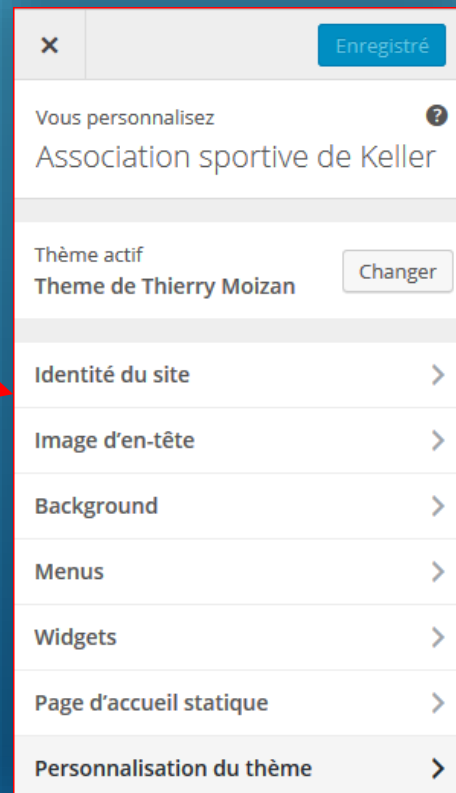 ×
Enregistré
Vous personnalisez
?
Association sportive de Keller
Thème actif
Theme de Thierry Moizan
Changer
Identité du site
Image d’en-tête
Background
Menus
Widgets
Page d’accueil statique
Personnalisation du thème